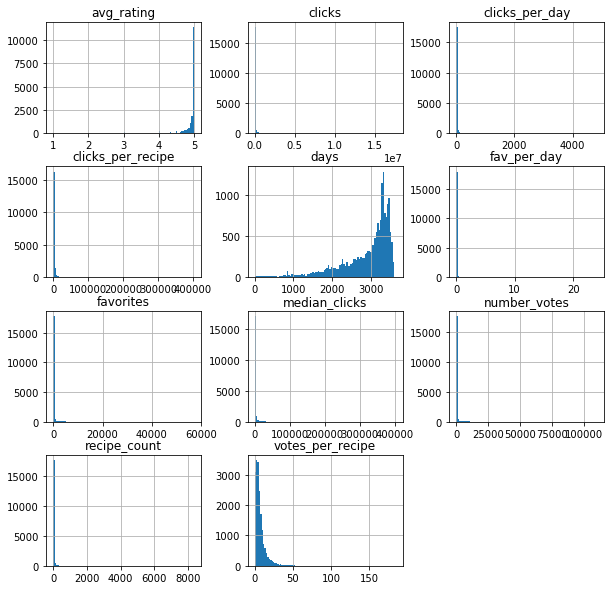 avg_rating
10000
7500
5000
2500
0
1 2 3 4 5
clicks
15000
10000
5000
0
0.0 0.5 1.0 1.5
1e7
clicks_per_day
15000
10000
5000
0
0 2000 4000
clicks_per_recipe
15000
10000
5000
0
0 100000 200000 300000 400000
days
1000
500
0
0 1000 2000 3000
fav_per_day
15000
10000
5000
0
0 10 20
favorites
15000
10000
5000
0
0 20000 40000 60000
median_clicks
15000
10000
5000
0
0 100000 200000 300000 400000
number_votes
15000
10000
5000
0
0 25000 50000 75000 100000
recipe_count
15000
10000
5000
0
0 2000 4000 6000 8000
votes_per_recipe
3000
2000
1000
0
0 50 100 150